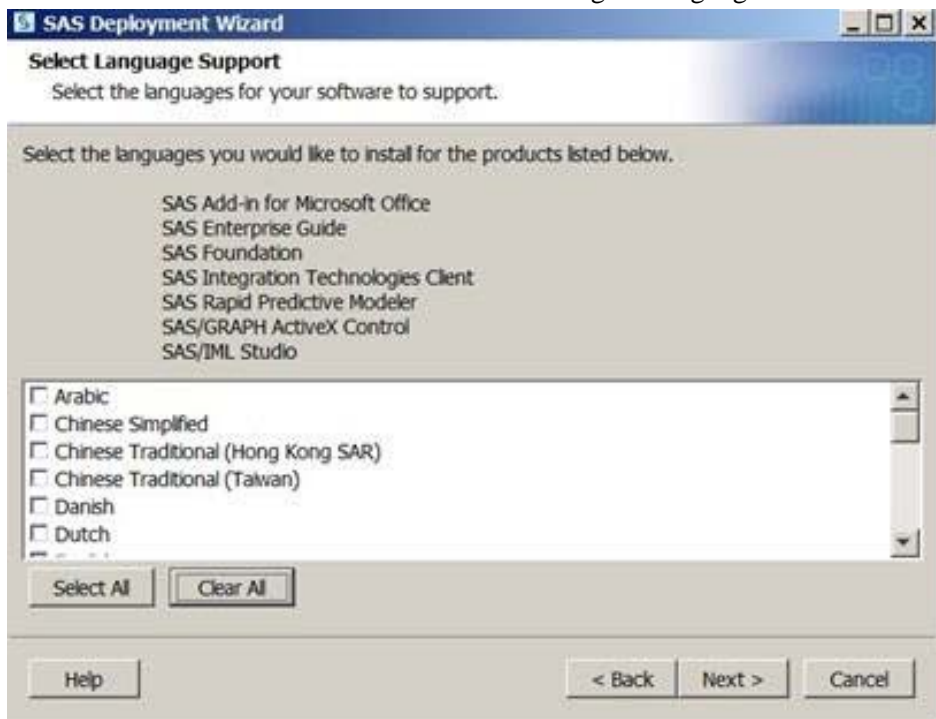 SAS Deployment Wizard
Select Language Support
Select the languages for your software to support.
Select the languages you would like to install for the products listed below.
SAS Add-in for Microsoft Office
SAS Enterprise Guide
SAS Foundation
SAS Integration Technologies Client
SAS Rapid Predictive Modeler
SAS/GRAPH ActiveX Control
SAS/IML Studio
Arabic
Chinese Simplified
Chinese Traditional (Hong Kong SAR)
Chinese Traditional (Taiwan)
Danish
Dutch
Select All Clear All
Help < Back Next > Cancel